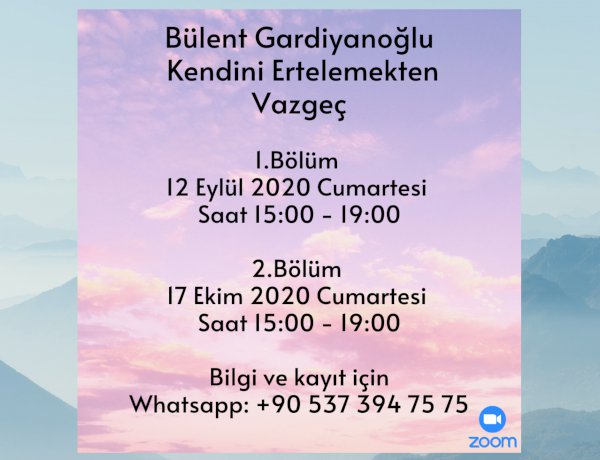 Bülent Gardiyanoğlu
Kendini Ertelemekten
Vazgeç
1.Bölüm
12 Eylül 2020 Cumartesi
Saat 15:00 - 19:00
2.Bölüm
17 Ekim 2020 Cumartesi
Saat 15:00 - 19:00
Bilgi ve kayıt için
Whatsapp: +90 537 394 75 75
zoom